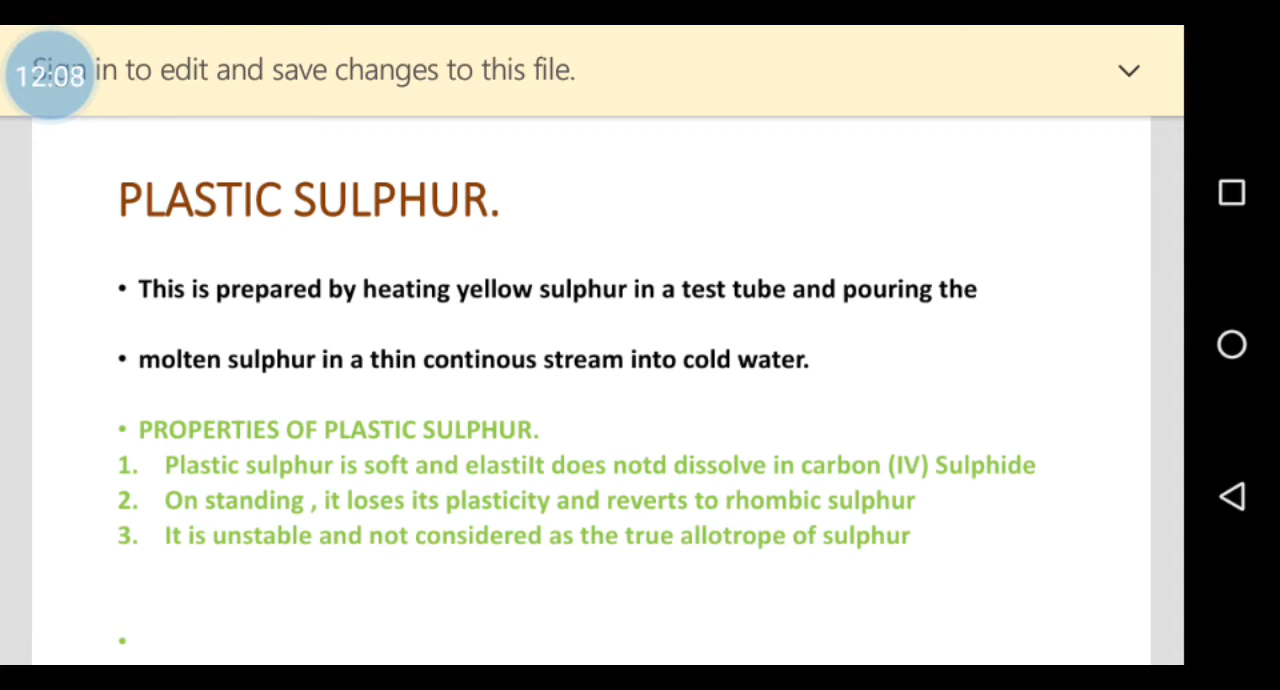 12:08
Sign in to edit and save changes to this file.
PLASTIC SULPHUR.
• This is prepared by heating yellow sulphur in a test tube and pouring the
• molten sulphur in a thin continous stream into cold water.
• PROPERTIES OF PLASTIC SULPHUR.
1. Plastic sulphur is soft and elastiIt does notd dissolve in carbon (IV) Sulphide
2. On standing , it loses its plasticity and reverts to rhombic sulphur
3. It is unstable and not considered as the true allotrope of sulphur
•